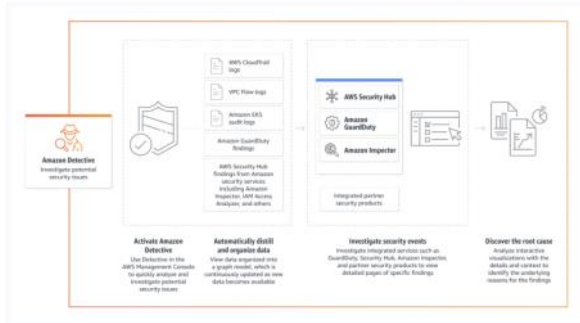 AWS CloudTrail
logs
VPC Flow logs
Amazon EKS
audit logs
Amazon GuardDuty
findings
AWS Security Hub
findings from Amazon
security services
including Amazon
Inspector, IAM Access
Analyzer, and others
AWS Security Hub
Amazon
GuardDuty
Amazon Inspector
Integrated partner
security products
Amazon Detective
Investigate potential
security issues
Activate Amazon
Detective
Use Detective in the
AWS Management Console
to quickly analyze and
investigate potential
security issues
Automatically distill
and organize data
View data organized into
a graph model, which is
continuously updated as new
data becomes available
Investigate security events
Investigate integrated services such as
GuardDuty, Security Hub, Amazon Inspector,
and partner security products to view
detailed pages of specific findings
Discover the root cause
Analyze interactive
visualizations with the
details and context to
identify the underlying
reasons for the findings